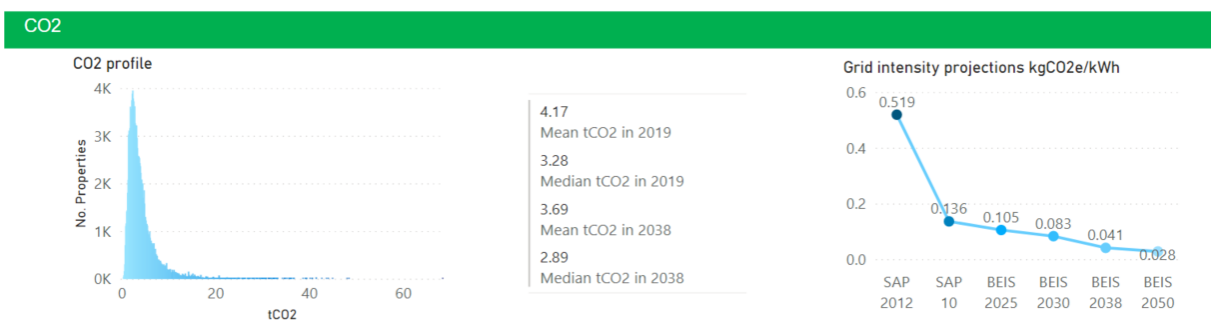 CO2
CO2 profile
4K
3K
2K
1K
0K
No. Properties
0
20
40
60
tCO2
4.17
Mean tCO2 in 2019
3.28
Median tCO2 in 2019
3.69
Mean tCO2 in 2038
2.89
Median tCO2 in 2038
Grid intensity projections kgCO2e/kWh
0.6
0.4
0.2
0.0
0.519
0.136
0.105
0.083
0.041
0.028
SAP
2012
SAP
10
BEIS
2025
BEIS
2030
BEIS
2038
BEIS
2050